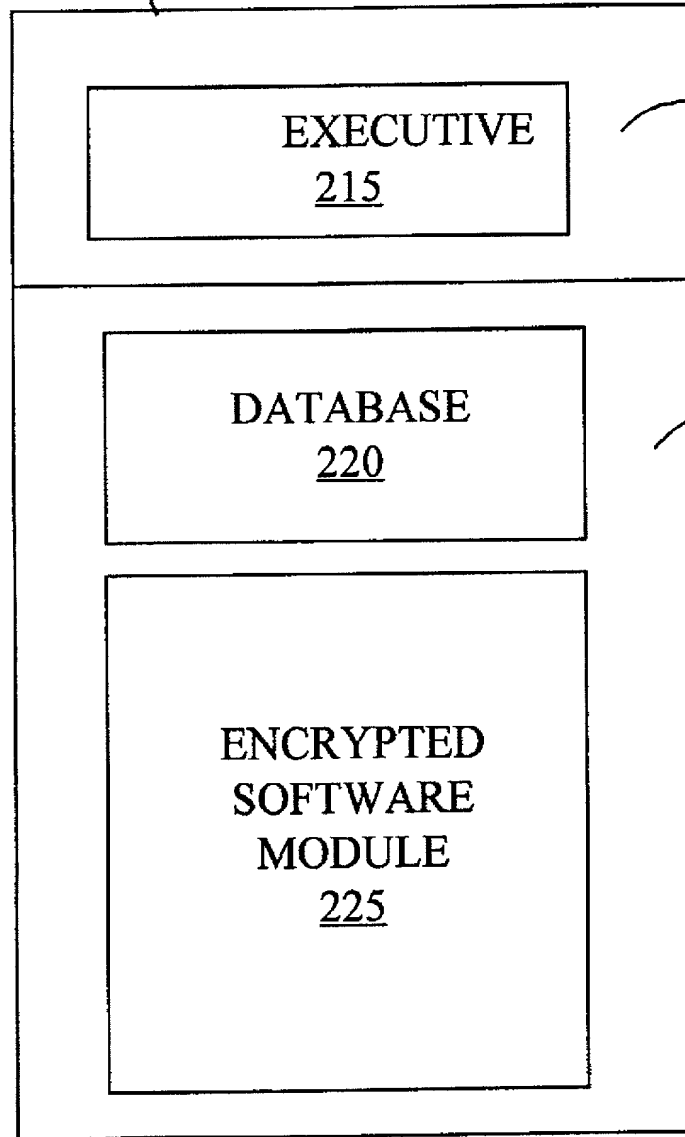 EXECUTIVE
215
DATABASE
220
ENCRYPTED
SOFTWARE
MODULE
225